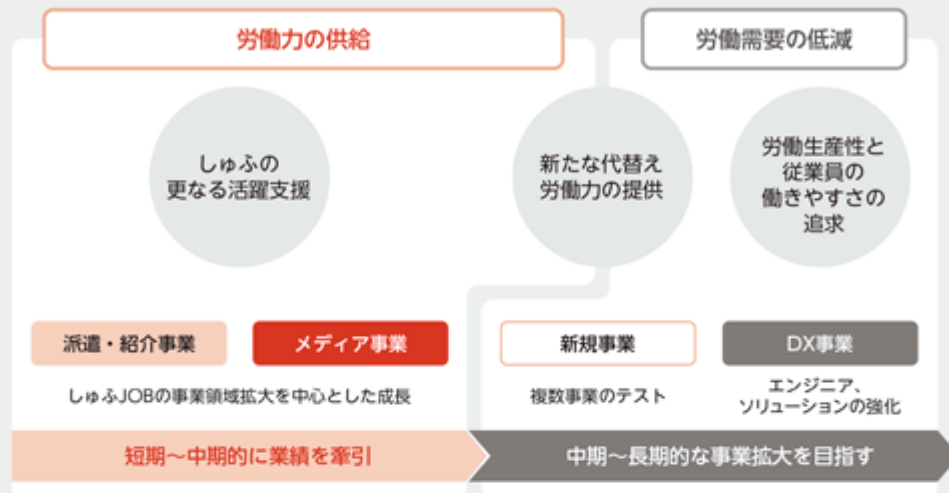 労働力の供給
労働需要の低減
しゅふの
更なる活躍支援
新たな代替え
労働力の提供
労働生産性と
従業員の
働きやすさの
追求
派遣・紹介事業
メディア事業
新規事業
DX事業
しゅふJOBの事業領域拡大を中心とした成長
複数事業のテスト
エンジニア、
ソリューションの強化
短期～中期的に業績を牽引
中期～長期的な事業拡大を目指す